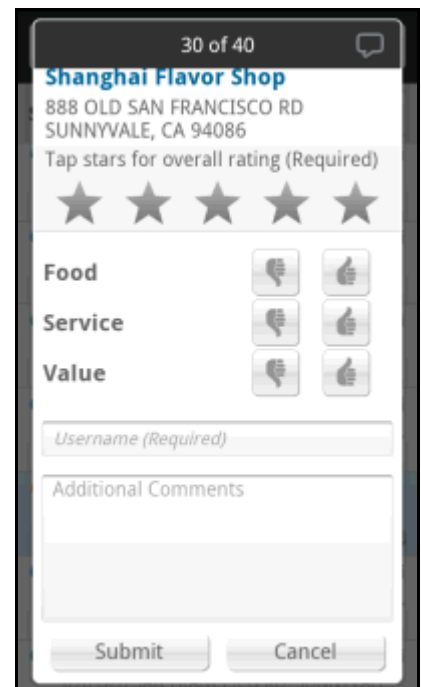 30 of 40
Shanghai Flavor Shop
888 OLD SAN FRANCISCO RD
SUNNYVALE, CA 94086
Tap stars for overall rating (Required)
Food
Service
Value
Username (Required)
Additional Comments
Submit Cancel